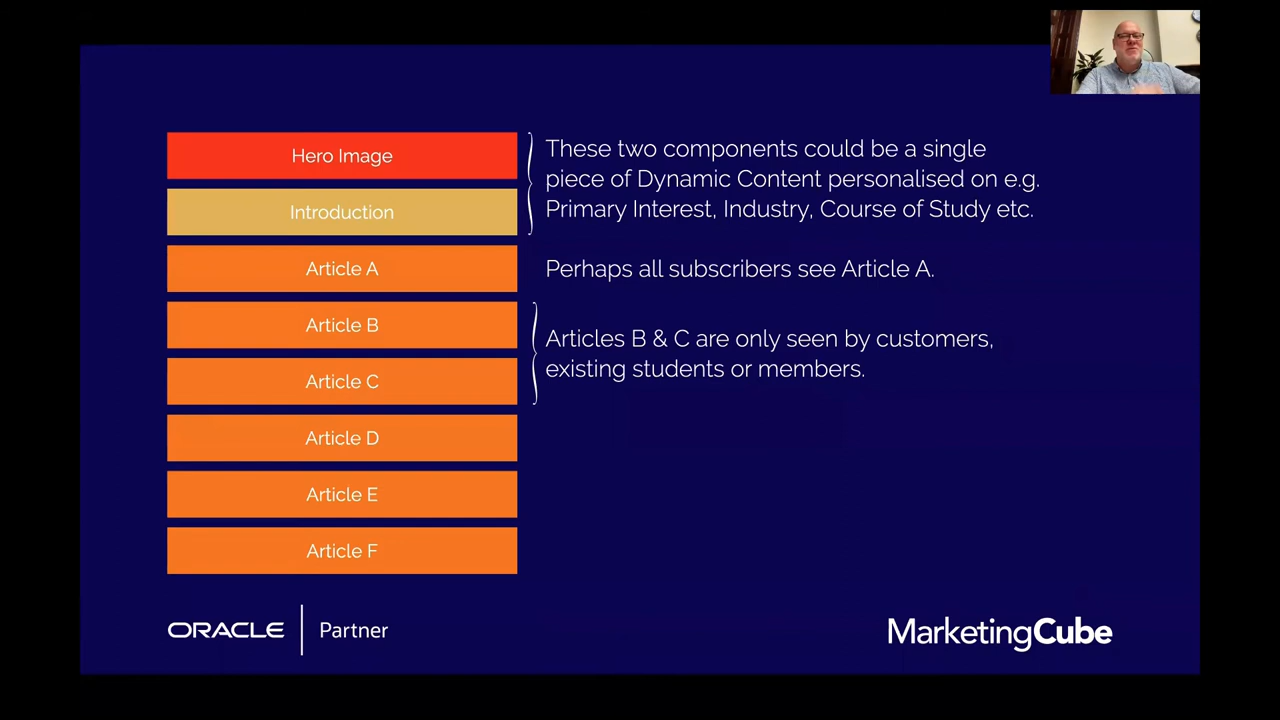 Hero Image
Introduction
These two components could be a single
piece of Dynamic Content personalised on e.g.
Primary Interest, Industry, Course of Study etc.
Article A
Perhaps all subscribers see Article A.
Article B
Article C
Articles B & C are only seen by customers,
existing students or members.
Article D
Article E
Article F
ORACLE | Partner
MarketingCube